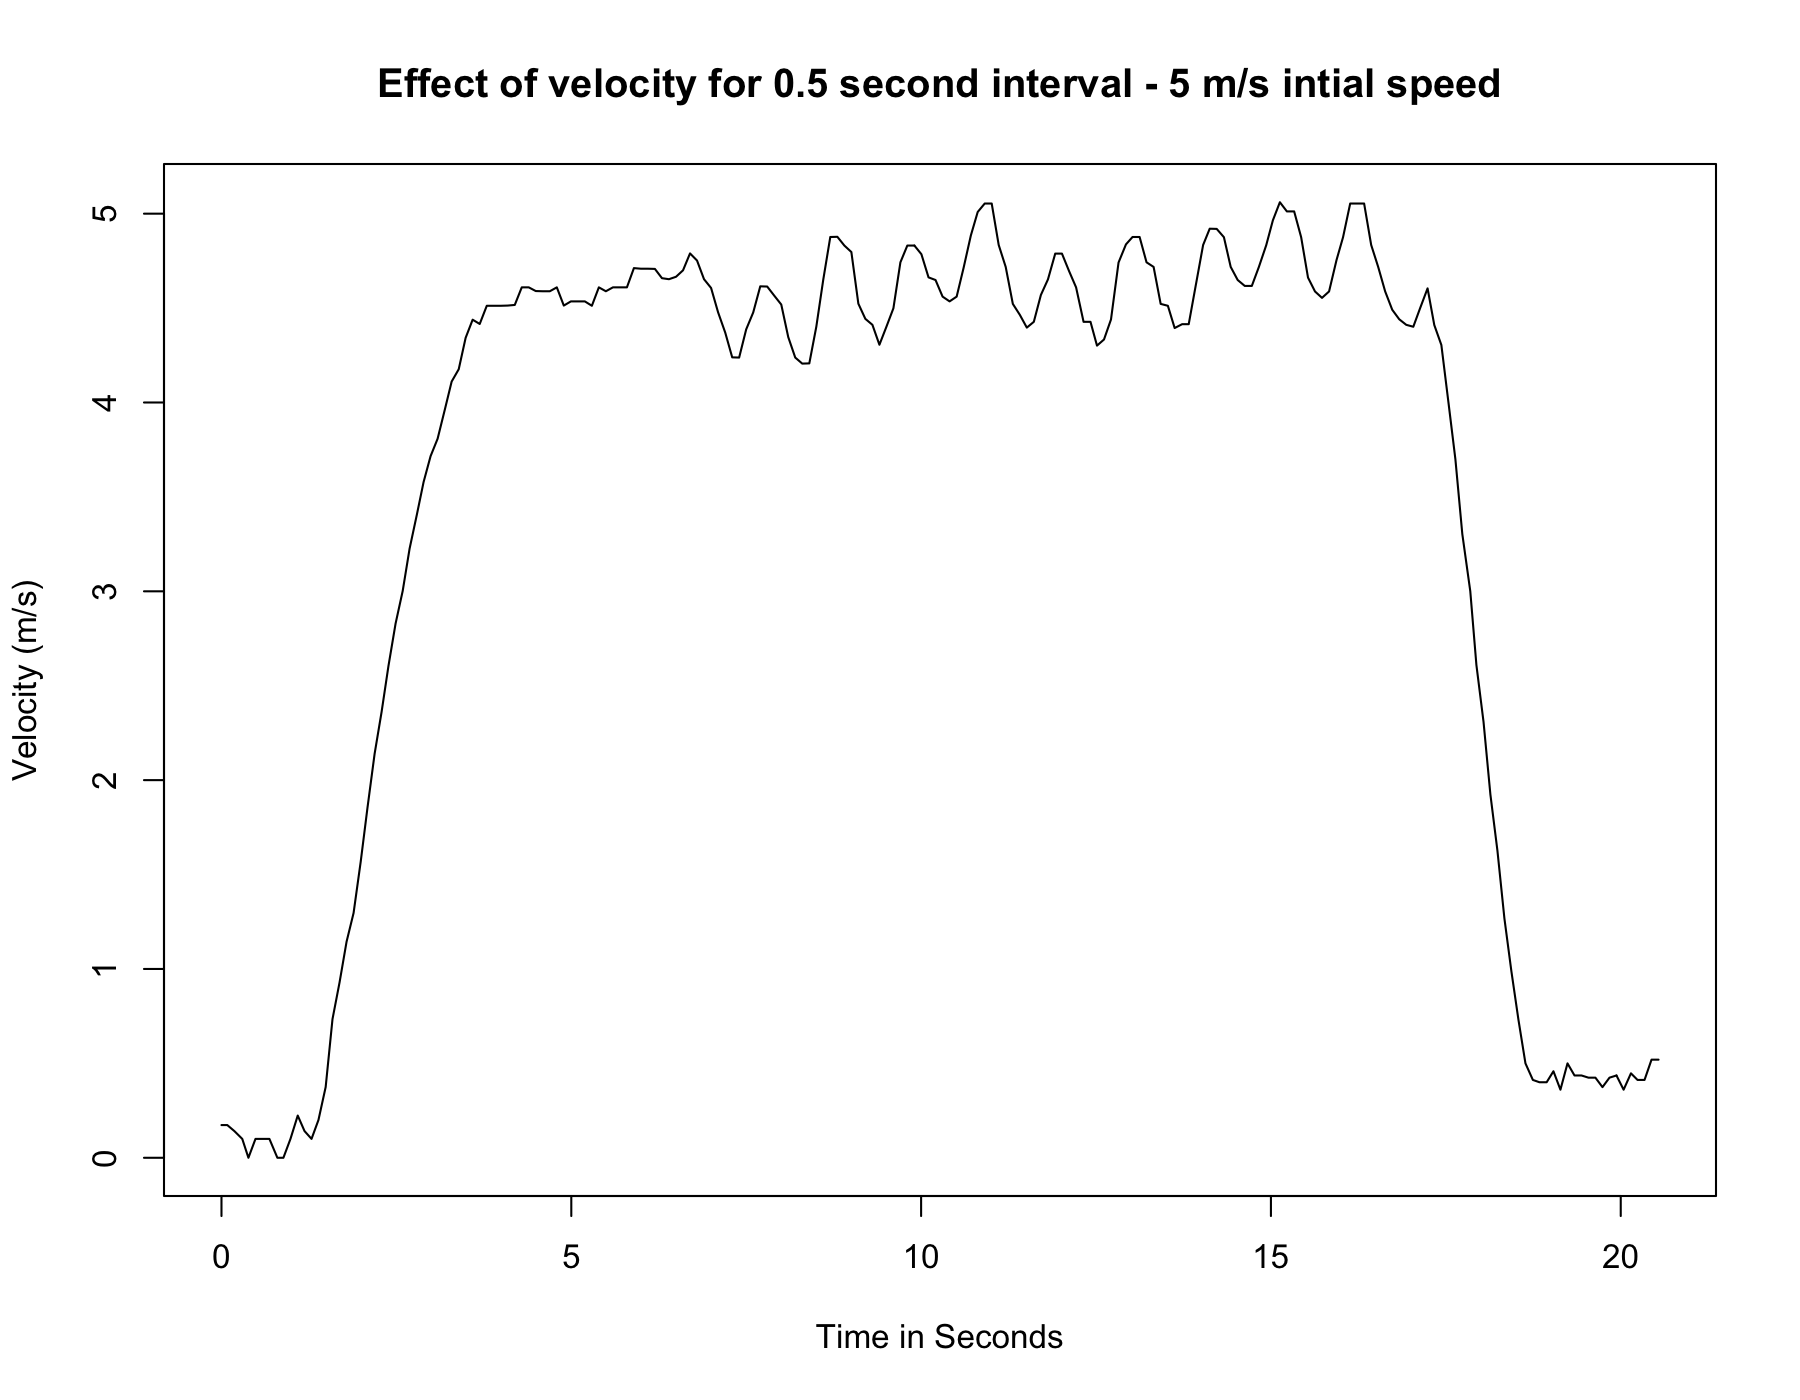 Effect of velocity for 0.5 second interval - 5 m/s intial speed
Velocity (m/s)
5
4
3
2
1
0
0 5 10 15 20
Time in Seconds